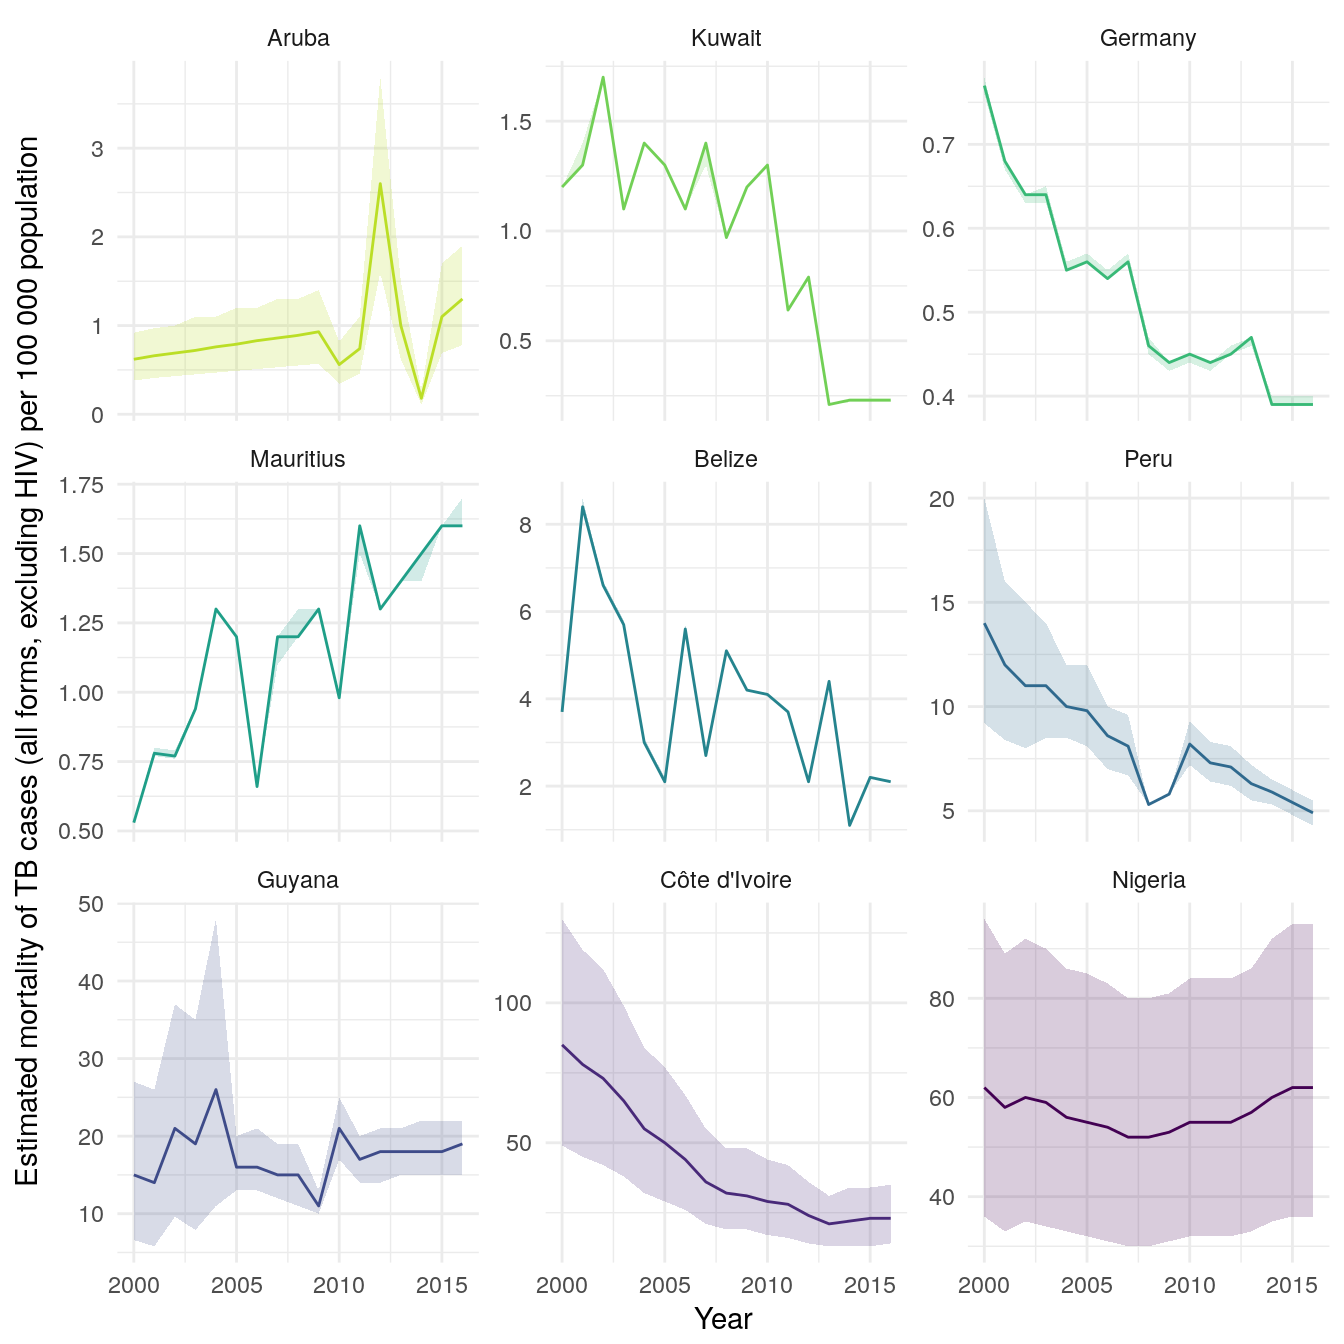 Estimated mortality of TB cases (all forms, excluding HIV) per 100 000 population
Aruba
3
2
1
0
Kuwait
1.5
1.0
0.5
Germany
0.7
0.6
0.5
0.4
Mauritius
1.75
1.50
1.25
1.00
0.75
0.50
Belize
8
6
4
2
Peru
20
15
10
5
Guyana
50
40
30
20
10
2000 2005 2010 2015
Côte d'Ivoire
100
50
2000 2005 2010 2015
Nigeria
80
60
40
2000 2005 2010 2015
Year